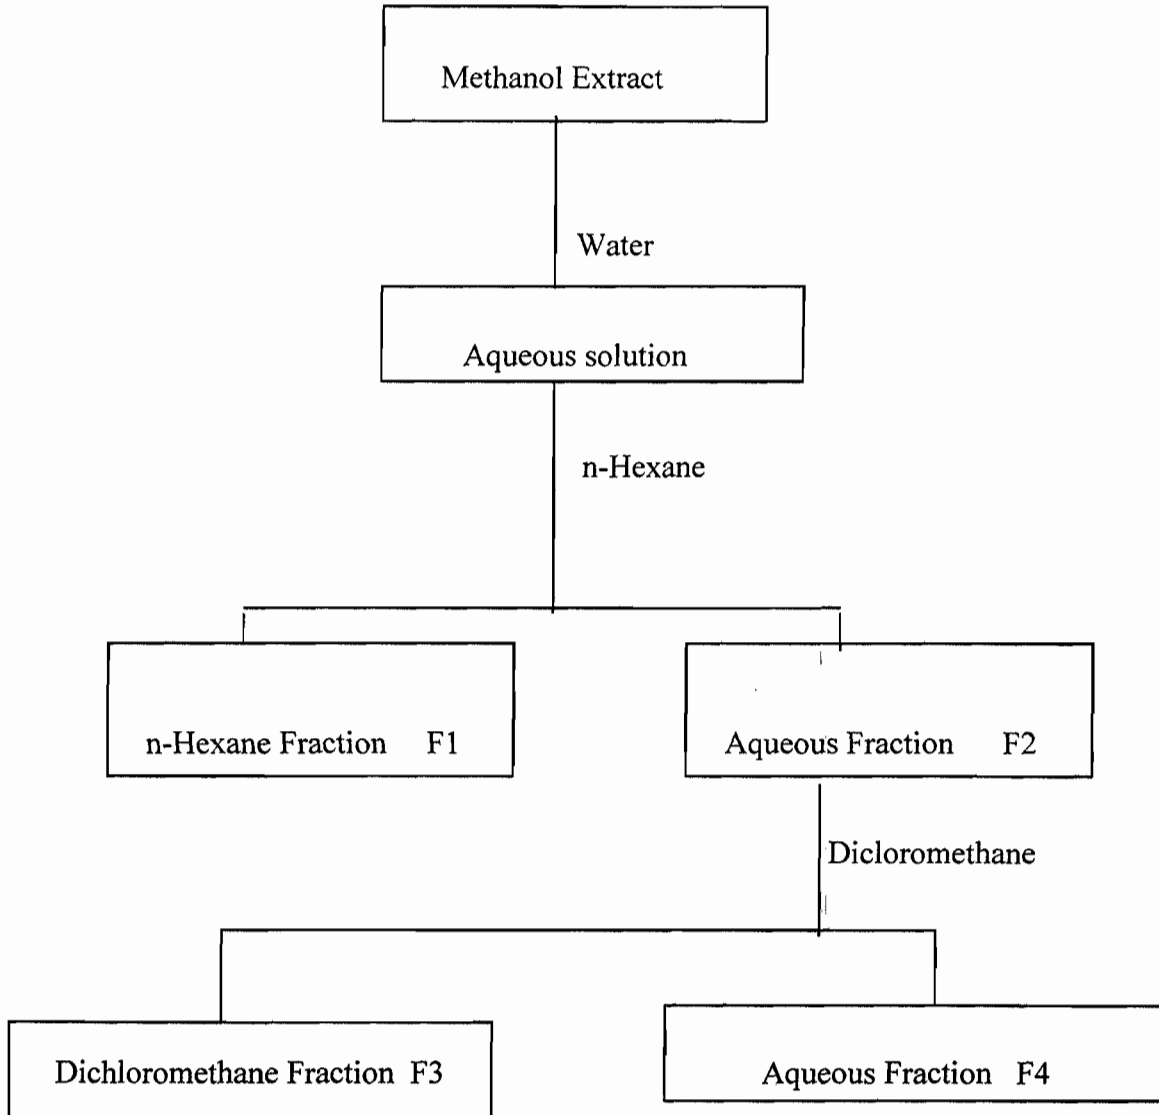 Methanol Extract
Water
Aqueous solution
n-Hexane
n-Hexane Fraction F1
Aqueous Fraction F2
Dicloromethane
Dichloromethane Fraction F3
Aqueous Fraction F4